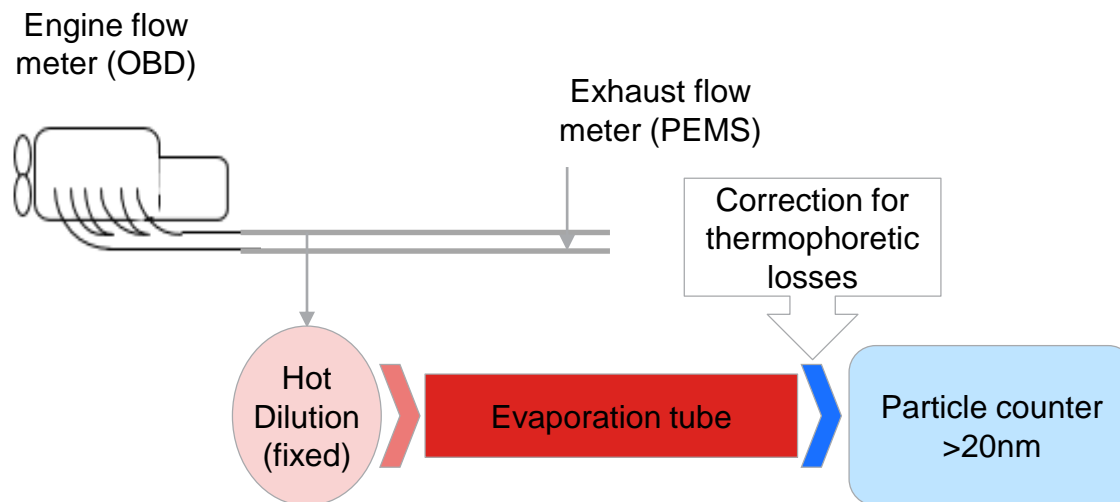 Engine flow
meter (OBD)
Exhaust flow
meter (PEMS)
Correction for
thermophoretic
losses
Hot
Dilution
(fixed)
Evaporation tube
Particle counter
>20nm